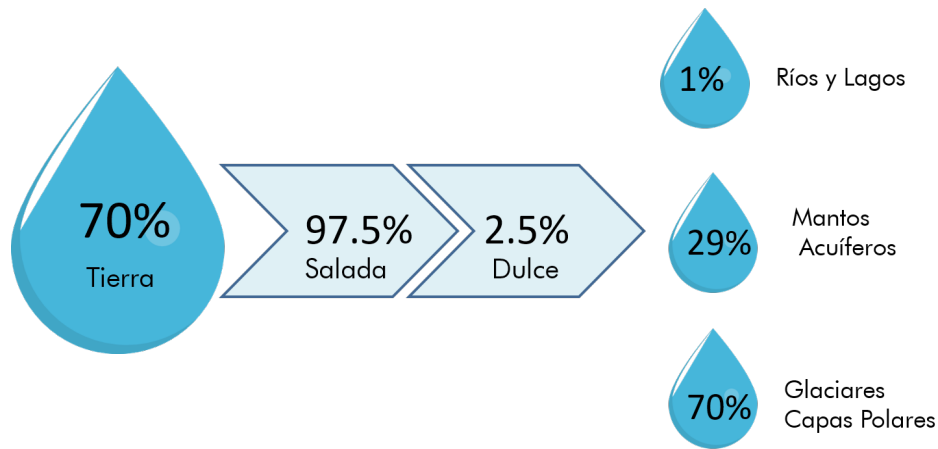 70%
Tierra
97.5%
Salada
2.5%
Dulce
1%
Ríos y Lagos
29%
Mantos
Acuíferos
70%
Glaciares
Capas Polares